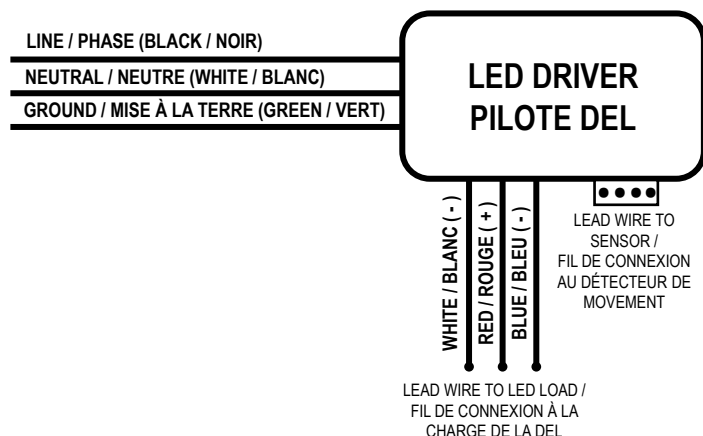 LINE / PHASE (BLACK / NOIR)
NEUTRAL / NEUTRE (WHITE / BLANC)
GROUND / MISE À LA TERRE (GREEN / VERT)
LED DRIVER
PILOTE DEL
WHITE / BLANC ( - )
RED / ROUGE ( + )
BLUE / BLEU ( - )
LEAD WIRE TO
SENSOR /
FIL DE CONNEXION
AU DÉTECTEUR DE
MOVEMENT
LEAD WIRE TO LED LOAD /
FIL DE CONNEXION À LA
CHARGE DE LA DEL